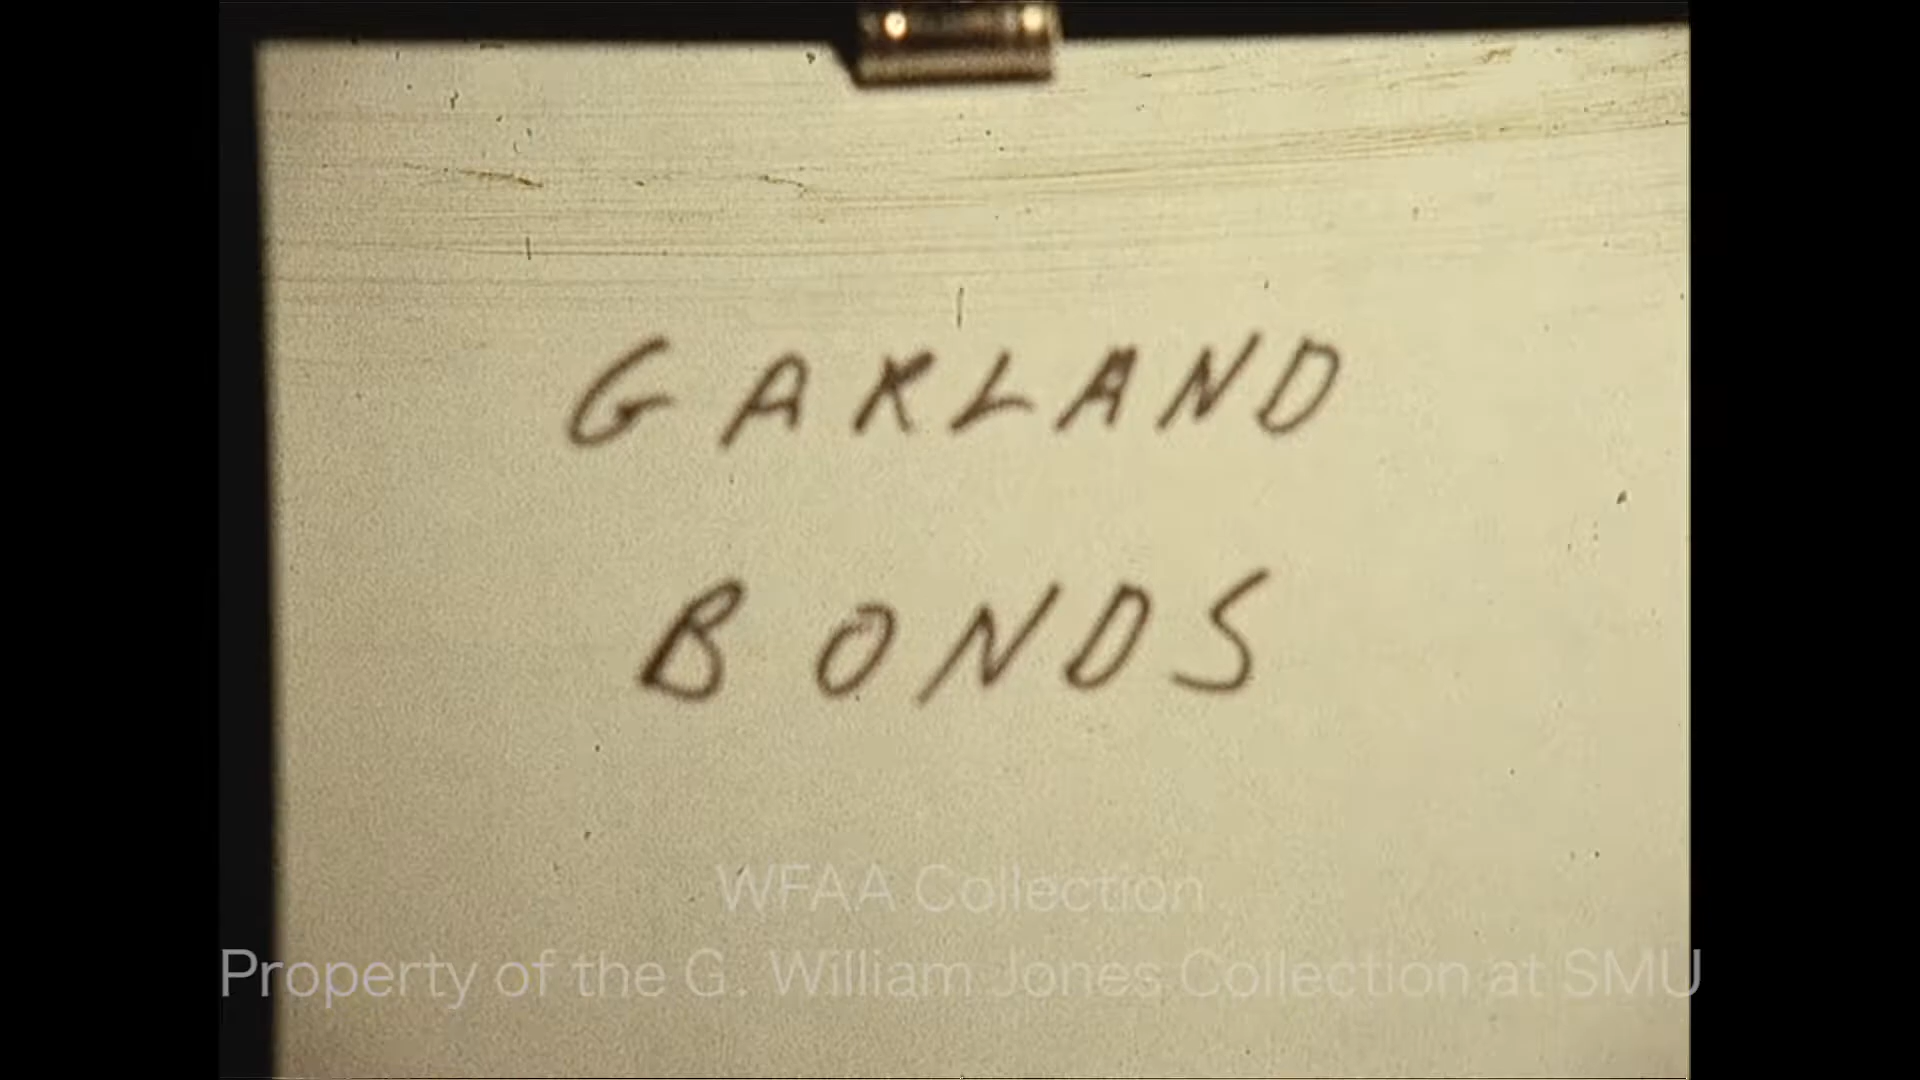 GARLAND
BONDS
WFAA Collection
Property of the G. William Jones Collection at SMU